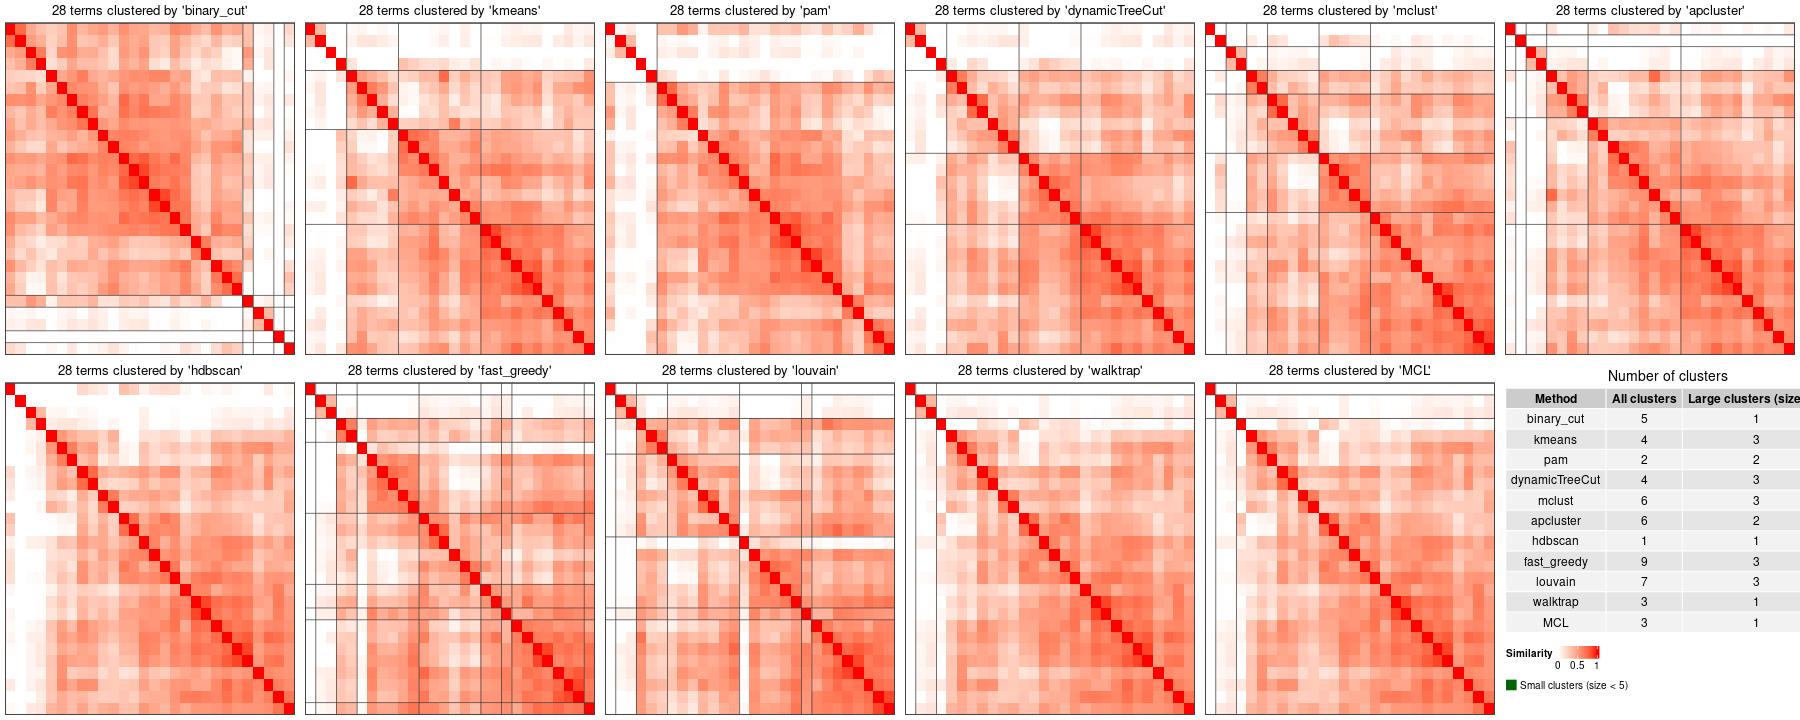 28 terms clustered by 'binary_cut'
28 terms clustered by 'kmeans'
28 terms clustered by 'pam'
28 terms clustered by 'dynamicTreeCut'
28 terms clustered by 'mclust'
28 terms clustered by 'apcluster'
28 terms clustered by 'hdbscan'
28 terms clustered by 'fast_greedy'
28 terms clustered by 'louvain'
28 terms clustered by 'walktrap'
28 terms clustered by 'MCL'
Number of clusters
Method All clusters Large clusters (size
binary_cut 5 1
kmeans 4 3
pam 2 2
dynamicTreeCut 4 3
mclust 6 3
apcluster 6 2
hdbscan 1 1
fast_greedy 9 3
louvain 7 3
walktrap 3 1
MCL 3 1
Similarity
0 0.5 1
Small clusters (size < 5)